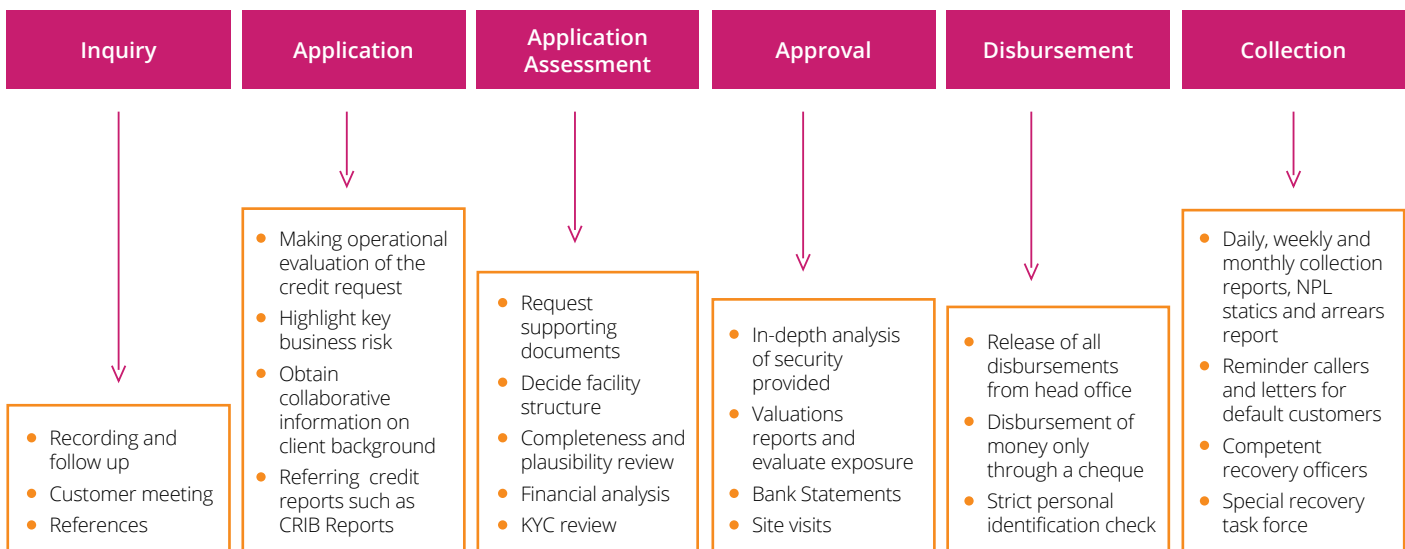 Inquiry
Application
Application
Assessment
Approval
Disbursement
Collection
Recording and
follow up
Customer meeting
References
Making operational
evaluation of the
credit request
Highlight key
business risk
Obtain
collaborative
information on
client background
Referring credit
reports such as
CRIB Reports
Request
supporting
documents
Decide facility
structure
Completeness and
plausibility review
Financial analysis
KYC review
In-depth analysis
of security
provided
Valuations
reports and
evaluate exposure
Bank Statements
Site visits
Release of all
disbursements
from head office
Disbursement of
money only
through a cheque
Strict personal
identification check
Daily, weekly and
monthly collection
reports, NPL
statics and arrears
report
Reminder callers
and letters for
default customers
Competent
recovery officers
Special recovery
task force